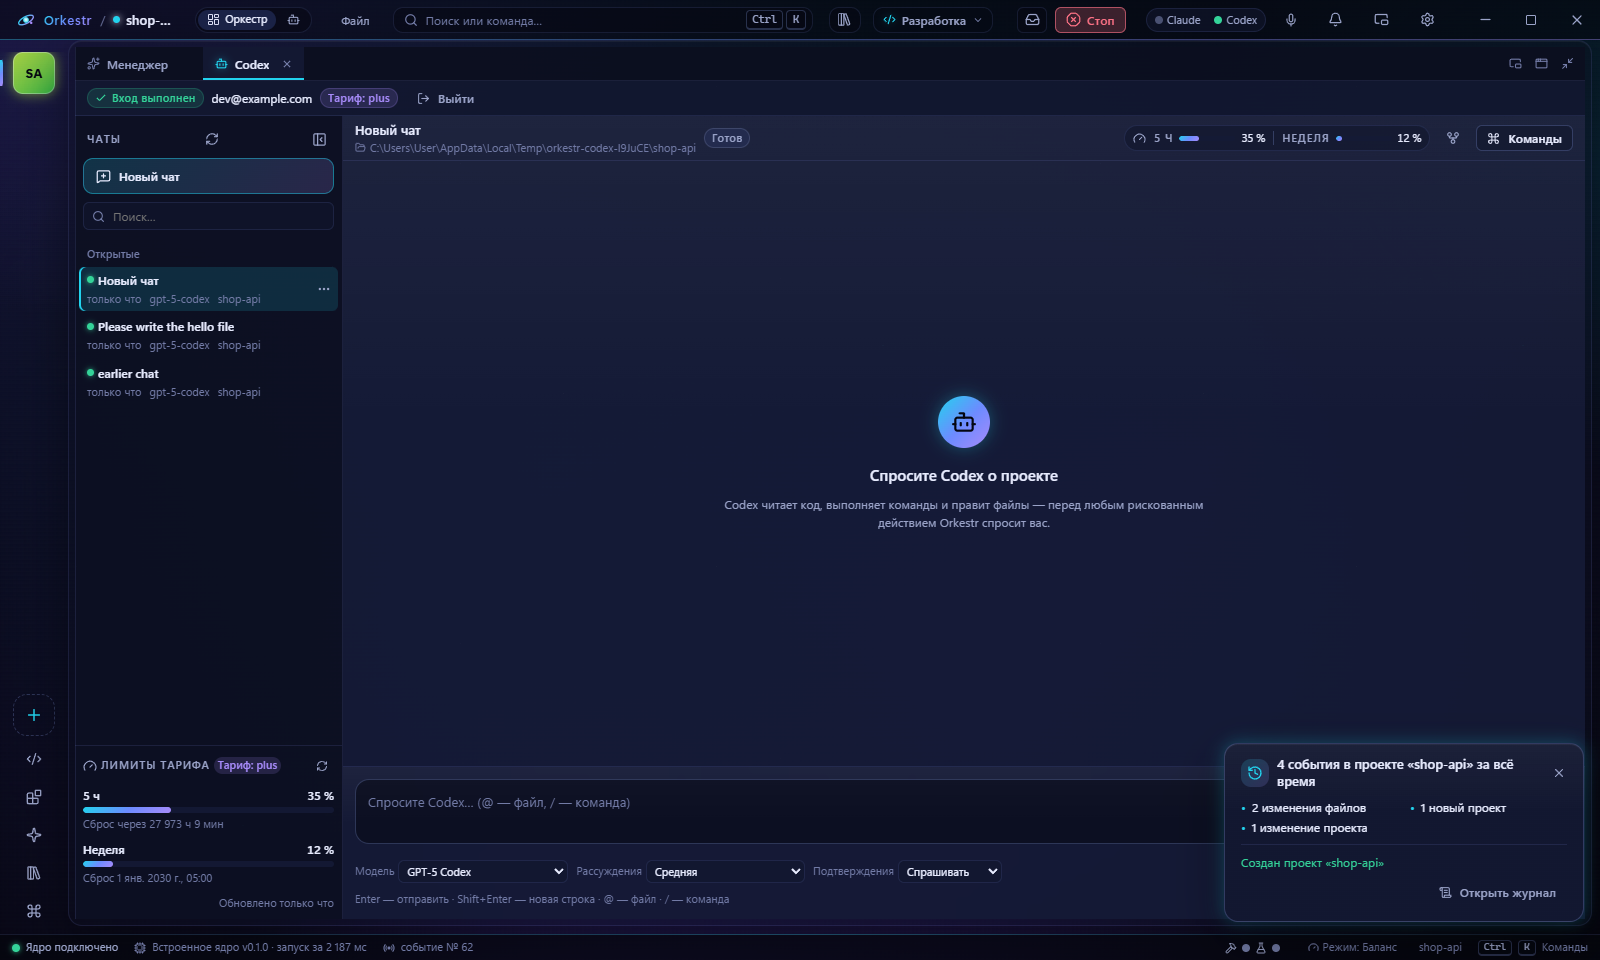 Orkestr / shop-...
Оркестр
Файл
Поиск или команда...
Ctrl K
Разработка
Стоп
Claude
Codex
SA
Менеджер
Codex
Вход выполнен
dev@example.com
Тариф: plus
Выйти
ЧАТЫ
Новый чат
Поиск...
Открытые
Новый чат
только что gpt-5-codex shop-api
Please write the hello file
только что gpt-5-codex shop-api
earlier chat
только что gpt-5-codex shop-api
ЛИМИТЫ ТАРИФА Тариф: plus
5 ч 35 %
Сброс через 27 973 ч 9 мин
Неделя 12 %
Сброс 1 янв. 2030 г., 05:00
Обновлено только что
Новый чат
C:\Users\User\AppData\Local\Temp\orkestr-codex-I9JuCE\shop-api
Готов
5 Ч 35 %
НЕДЕЛЯ 12 %
Команды
Спросите Codex о проекте
Codex читает код, выполняет команды и правит файлы — перед любым рискованным
действием Orkestr спросит вас.
Спросите Codex... (@ — файл, / — команда)
Модель GPT-5 Codex
Рассуждения Средняя
Подтверждения Спрашивать
Enter — отправить · Shift+Enter — новая строка · @ — файл · / — команда
4 события в проекте «shop-api» за всё
время
• 2 изменения файлов
• 1 новый проект
• 1 изменение проекта
Создан проект «shop-api»
Открыть журнал
Ядро подключено
Встроенное ядро v0.1.0 · запуск за 2 187 мс
событие № 62
Режим: Баланс
shop-api
Ctrl K Команды